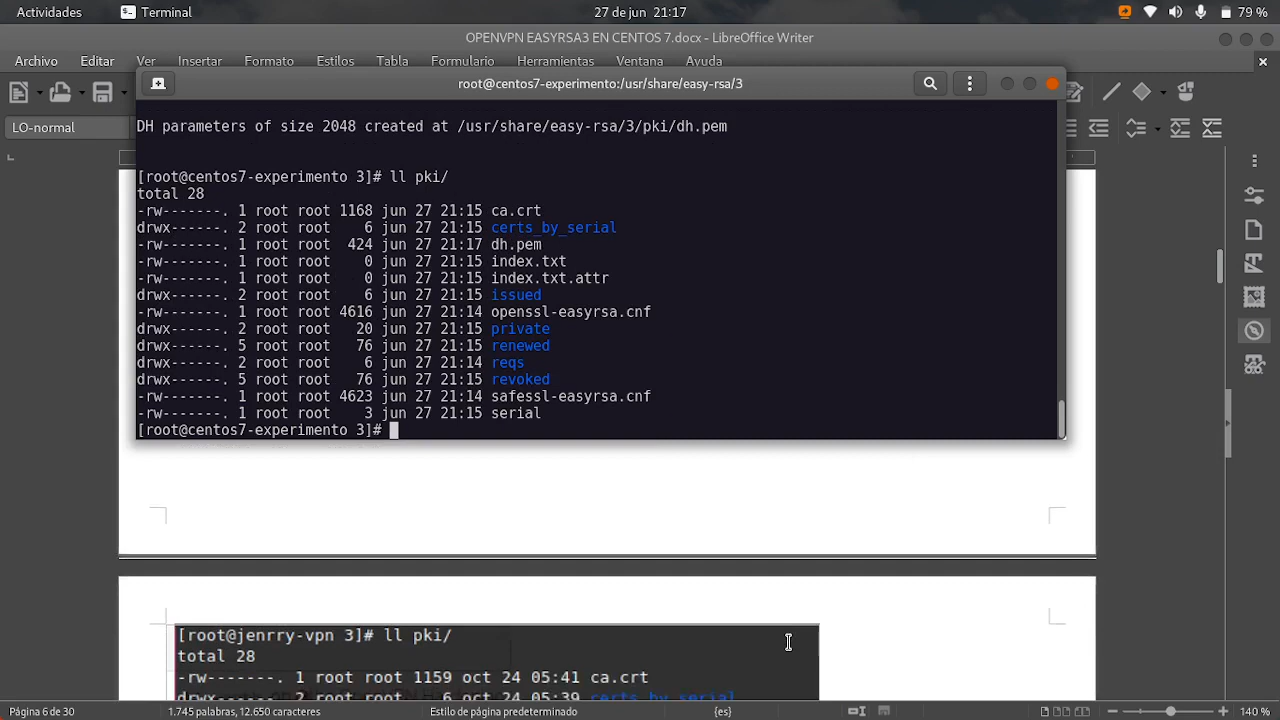 Actividades
Terminal
27 de jun 21:17
79 %
OPENVPN EASYRSA3 EN CENTOS 7.docx - LibreOffice Writer
Archivo Editar Ver Insertar Formato Estilos Tabla Formulario Herramientas Ventana Ayuda
root@centos7-experimento:/usr/share/easy-rsa/3
LO-normal
DH parameters of size 2048 created at /usr/share/easy-rsa/3/pki/dh.pem
[root@centos7-experimento 3]# ll pki/
total 28
-rw-------. 1 root root 1168 jun 27 21:15 ca.crt
drwx------. 2 root root    6 jun 27 21:15 certs_by_serial
-rw-------. 1 root root  424 jun 27 21:17 dh.pem
-rw-------. 1 root root    0 jun 27 21:15 index.txt
-rw-------. 1 root root    0 jun 27 21:15 index.txt.attr
drwx------. 2 root root    6 jun 27 21:15 issued
-rw-------. 1 root root 4616 jun 27 21:14 openssl-easyrsa.cnf
drwx------. 2 root root   20 jun 27 21:15 private
drwx------. 5 root root   76 jun 27 21:15 renewed
drwx------. 2 root root    6 jun 27 21:14 reqs
drwx------. 5 root root   76 jun 27 21:15 revoked
-rw-------. 1 root root 4623 jun 27 21:14 safessl-easyrsa.cnf
-rw-------. 1 root root    3 jun 27 21:15 serial
[root@centos7-experimento 3]#
[root@jenrry-vpn 3]# ll pki/
total 28
-rw-------. 1 root root 1159 oct 24 05:41 ca.crt
drwx------. 2 root root    6 oct 24 05:39 certs_by_serial
Página 6 de 30
1.745 palabras, 12.650 caracteres
Estilo de página predeterminado
{es}
140 %